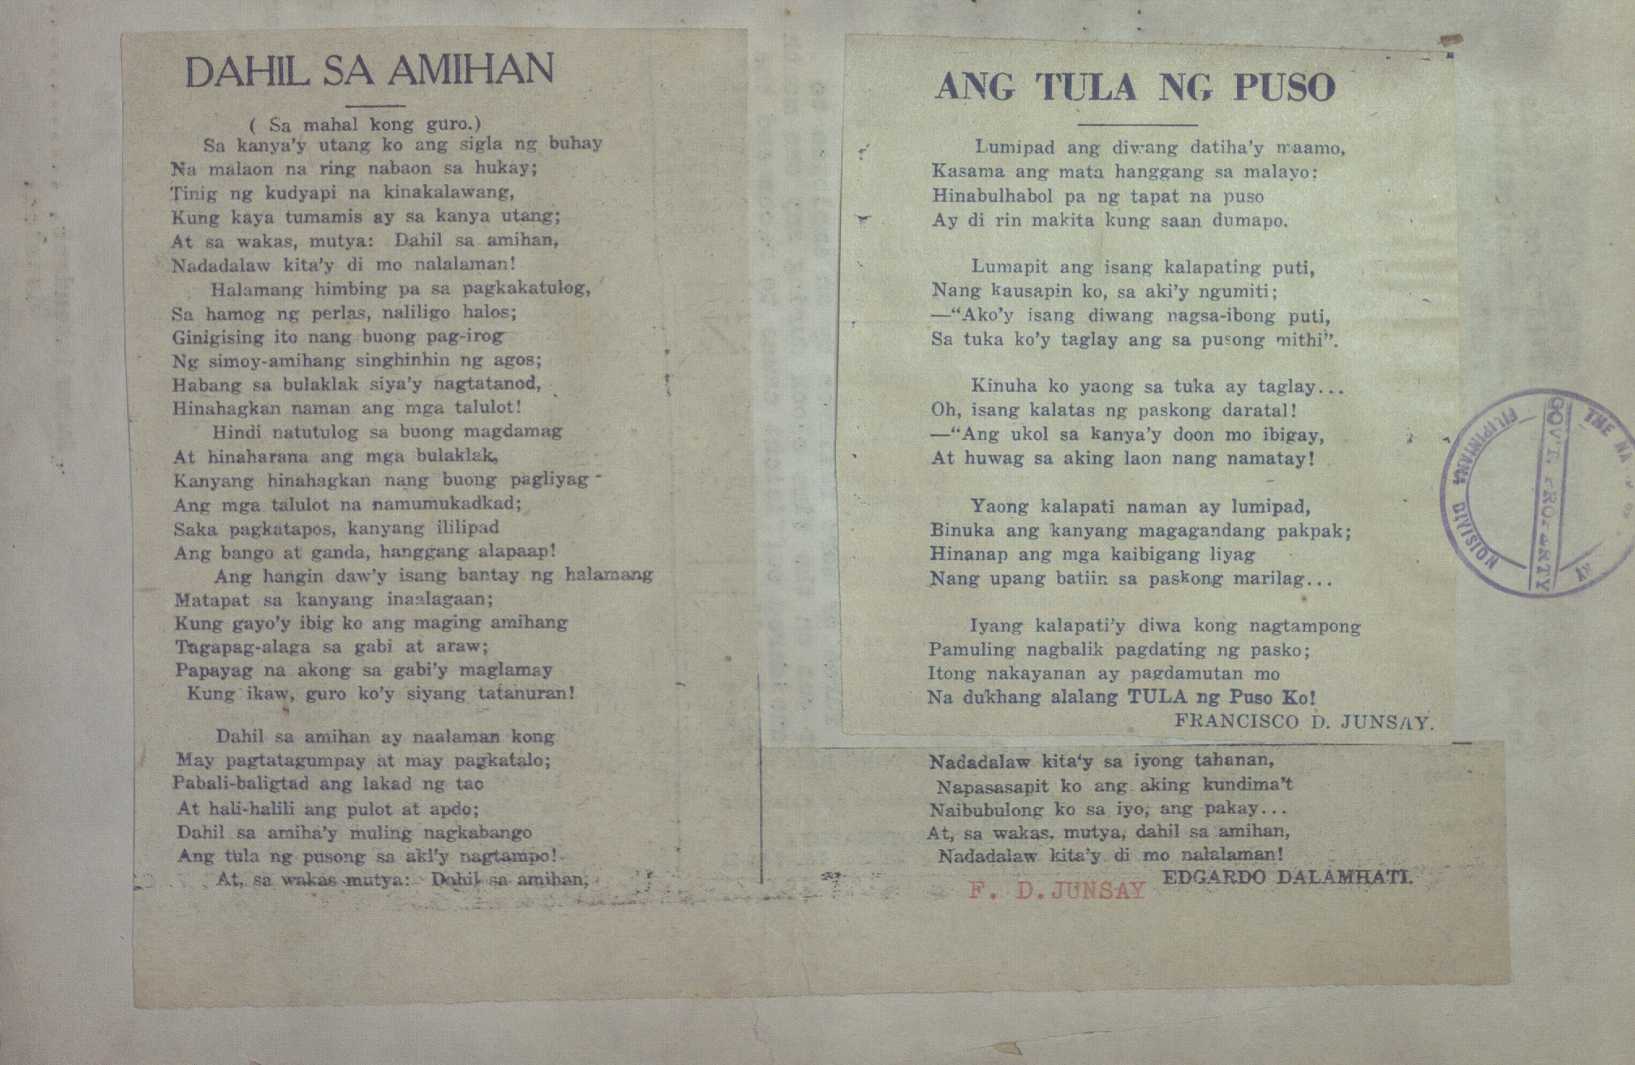 DAHIL SA AMIHAN
( Sa mahal kong guro.)
Sa kanya'y utang ko ang sigla ng buhay
Na malaon na ring nabaon sa hukay;
Tinig ng kudyapi na kinakalawang,
Kung kaya tumamis ay sa kanya utang;
At sa wakas, mutya: Dahil sa amihan,
Nadadalaw kita'y di mo nalalaman!
Halamang himbing pa sa pagkakatulog,
Sa hamog ng perlas, naliligo halos;
Ginigising ito nang buong pag-irog
Ng simoy-amihang singhinhin ng agos;
Habang sa bulaklak siya'y nagtatanod,
Hinahagkan naman ang mga talulot!
Hindi natutulog sa buong magdamag
At hinaharana ang mga bulaklak,
Kanyang hinahagkan nang buong pagliyag
Ang mga talulot na namumukadkad;
Saka pagkatapos, kanyang ililipad
Ang bango at ganda, hanggang alapaap!
Ang hangin daw'y isang bantay ng halamang
Matapat sa kanyang inaalagaan;
Kung gayo'y ibig ko ang maging amihang
Tagapag-alaga sa gabi at araw;
Papayag na akong sa gabi'y maglamay
Kung ikaw, guro ko'y siyang tatanuran!
Dahil sa amihan ay naalaman kong
May pagtatagumpay at may pagkatalo;
Pabali-baligtad ang lakad ng tao
At hali-halili ang pulot at apdo;
Dahil sa amiha'y muling nagkabango
Ang tula ng pusong sa aki'y nagtampo!
At, sa wakas mutya: Dahil sa amihan,
Nadadalaw kita'y sa iyong tahanan,
Napasasapit ko ang aking kundima't
Naibubulong ko sa iyo, ang pakay...
At, sa wakas, mutya, dahil sa amihan,
Nadadalaw kita'y di mo nalalaman!
EDGARDO DALAMHATI.
F. D. JUNSAY
ANG TULA NG PUSO
Lumipad ang diwang datiha'y maamo,
Kasama ang mata hanggang sa malayo;
Hinabulhabol pa ng tapat na puso
Ay di rin makita kung saan dumapo.
Lumapit ang isang kalapating puti,
Nang kausapin ko, sa aki'y ngumiti;
—"Ako'y isang diwang nagsa-ibong puti,
Sa tuka ko'y taglay ang sa pusong mithi".
Kinuha ko yaong sa tuka ay taglay...
Oh, isang kalatas ng paskong daratal!
—"Ang ukol sa kanya'y doon mo ibigay,
At huwag sa aking laon nang namatay!
Yaong kalapati naman ay lumipad,
Binuka ang kanyang magagandang pakpak;
Hinanap ang mga kaibigang liyag
Nang upang batiin sa paskong marilag...
Iyang kalapati'y diwa kong nagtampong
Pamuling nagbalik pagdating ng pasko;
Itong nakayanan ay pagdamutan mo
Na dukhang alalang TULA ng Puso Ko!
FRANCISCO D. JUNSAY.
THE NA
FILIPINIANA DIVISION
GOV'T. PROPERTY